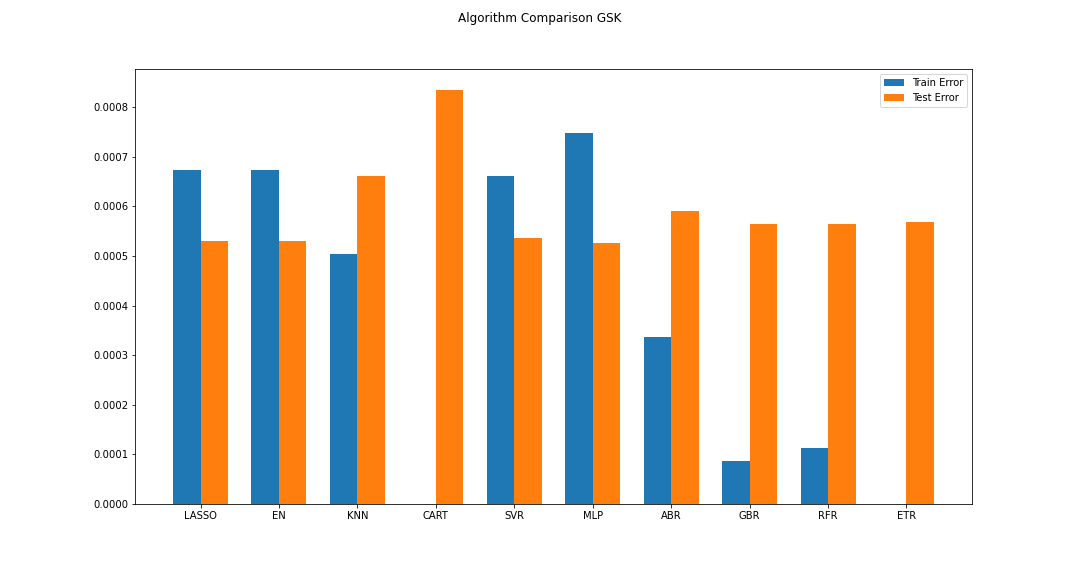 Algorithm Comparison GSK
Train Error
Test Error
0.0008
0.0007
0.0006
0.0005
0.0004
0.0003
0.0002
0.0001
0.0000
LASSO EN KNN CART SVR MLP ABR GBR RFR ETR